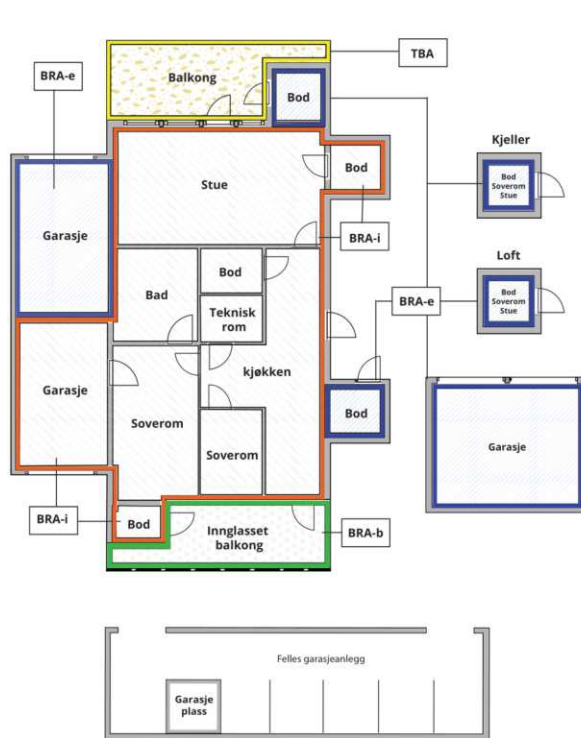 TBA
BRA-e
Balkong
Bod
Kjeller
Bod
Soverom
Stue
Stue
Bod
Garasje
BRA-i
Loft
Bod
Soverom
Stue
Bad
Bod
BRA-e
Teknisk
rom
Garasje
kjøkken
Bod
Soverom
Soverom
Garasje
BRA-i
Bod
Innglasset
balkong
BRA-b
Felles garasjeanlegg
Garasje
plass